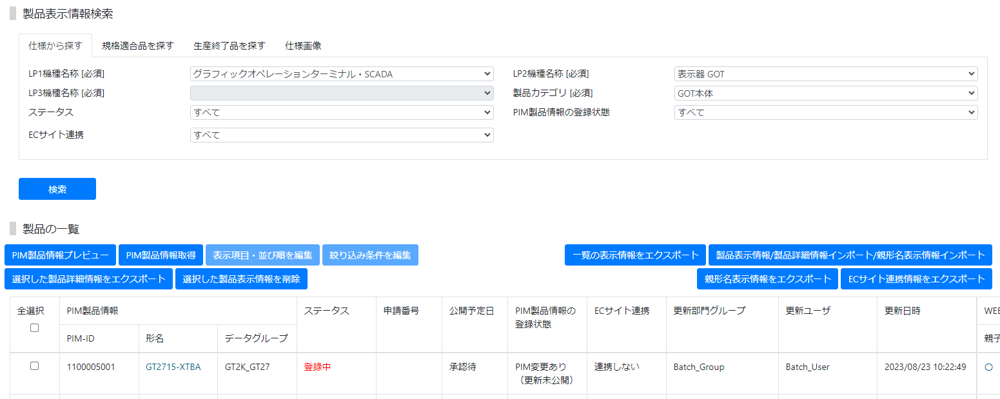 製品表示情報検索
仕様から探す 規格適合品を探す 生産終了品を探す 仕様画像
LP1機種名称 [必須] グラフィックオペレーションターミナル・SCADA LP2機種名称 [必須] 表示器 GOT
LP3機種名称 [必須] 製品カテゴリ [必須] GOT本体
ステータス すべて PIM製品情報の登録状態 すべて
ECサイト連携 すべて
検索
製品の一覧
PIM製品情報プレビュー PIM製品情報取得 表示項目・並び順を編集 絞り込み条件を編集 一覧の表示情報をエクスポート 製品表示情報/製品詳細情報インポート/親形名表示情報インポート
選択した製品詳細情報をエクスポート 選択した製品表示情報を削除 親形名表示情報をエクスポート ECサイト連携情報をエクスポート
全選択 PIM製品情報 ステータス 申請番号 公開予定日 PIM製品情報の ECサイト連携 更新部門グループ 更新ユーザ 更新日時 WEB
登録状態
PIM-ID 形名 データグループ 親子
1100005001 GT2715-XTBA GT2K_GT27 登録中 承認待 PIM変更あり 連携しない Batch_Group Batch_User 2023/08/23 10:22:49 ○
（更新未公開）